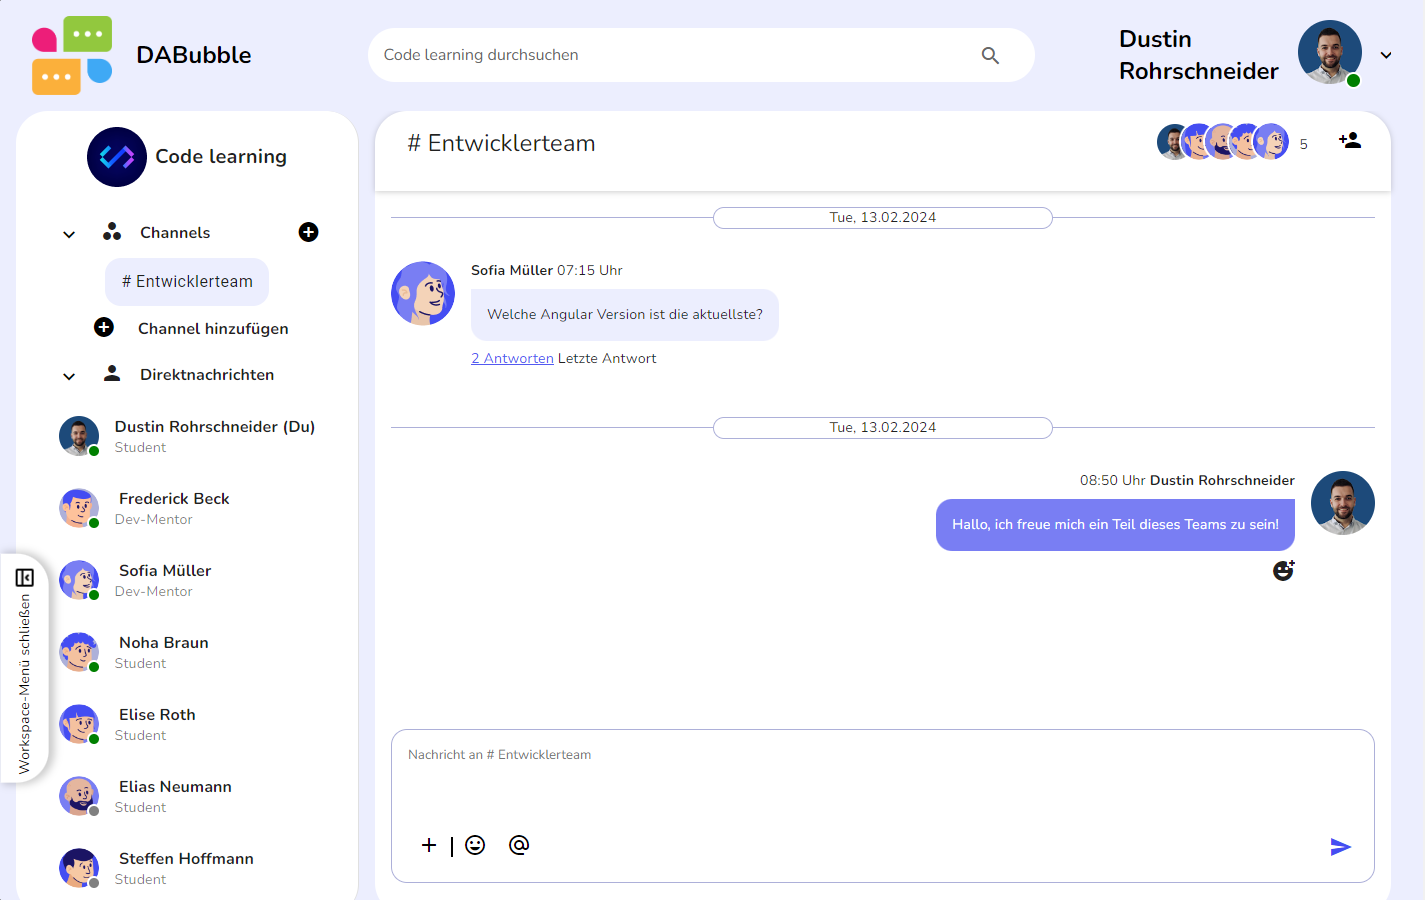 DABubble
Code learning durchsuchen
Dustin
Rohrschneider
Code learning
Channels
# Entwicklerteam
Channel hinzufügen
Direktnachrichten
Dustin Rohrschneider (Du)
Student
Frederick Beck
Dev-Mentor
Sofia Müller
Dev-Mentor
Noha Braun
Student
Elise Roth
Student
Elias Neumann
Student
Steffen Hoffmann
Student
Workspace-Menü schließen
# Entwicklerteam
5
Tue, 13.02.2024
Sofia Müller 07:15 Uhr
Welche Angular Version ist die aktuellste?
2 Antworten Letzte Antwort
Tue, 13.02.2024
08:50 Uhr Dustin Rohrschneider
Hallo, ich freue mich ein Teil dieses Teams zu sein!
Nachricht an # Entwicklerteam